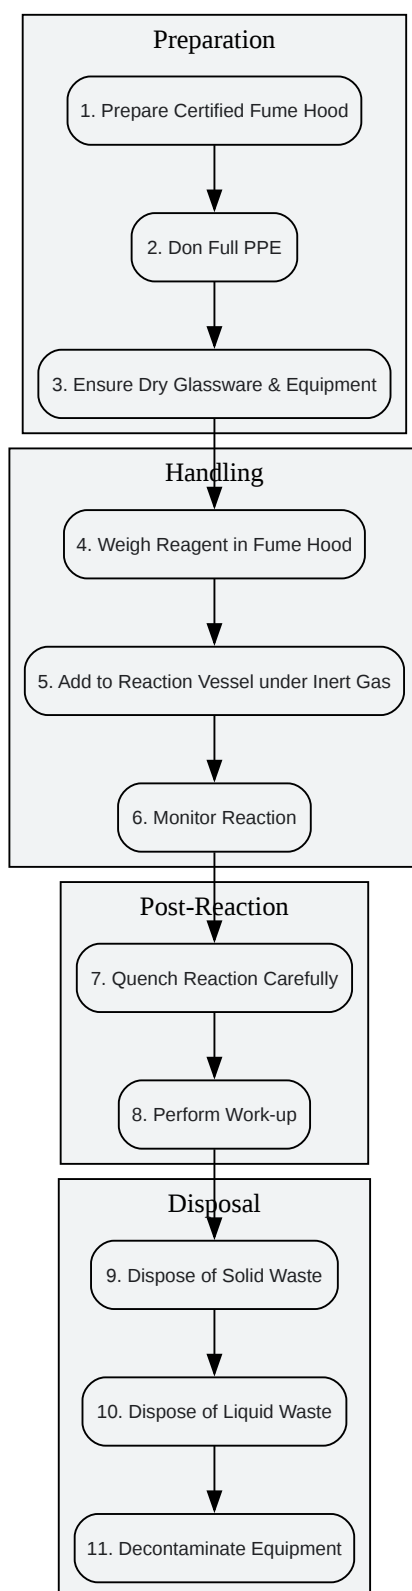 Preparation
1. Prepare Certified Fume Hood
2. Don Full PPE
3. Ensure Dry Glassware & Equipment
Handling
4. Weigh Reagent in Fume Hood
5. Add to Reaction Vessel under Inert Gas
6. Monitor Reaction
Post-Reaction
7. Quench Reaction Carefully
8. Perform Work-up
Disposal
9. Dispose of Solid Waste
10. Dispose of Liquid Waste
11. Decontaminate Equipment